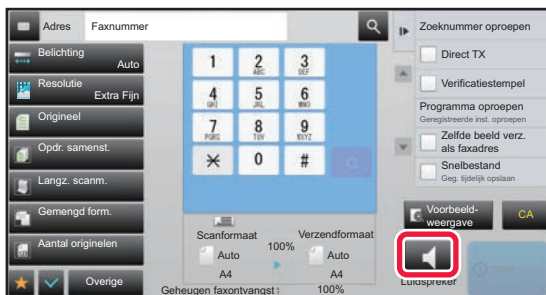 Adres
Faxnummer
Zoeknummer oproepen
Belichting
Auto
Direct TX
Resolutie
Extra Fijn
Verificatiestempel
Origineel
Programma oproepen
Geregistreerde inst. oproepen
Opdr. samenst.
Zelfde beeld verz.
als faxadres
Langz. scanm.
Snelbestand
Geg. tijdelijk opslaan
Gemengd form.
Aantal originelen
1
2
ABC
3
DEF
4
GHI
5
JKL
6
MNO
7
PQRS
8
TUV
9
WXYZ
0
#
C
Voorbeeld-
weergave
CA
Scanformaat
100%
Verzendformaat
Auto
A4
Auto
A4
Luidspreker
Start
Overige
Geheugen faxontvangst:
100%